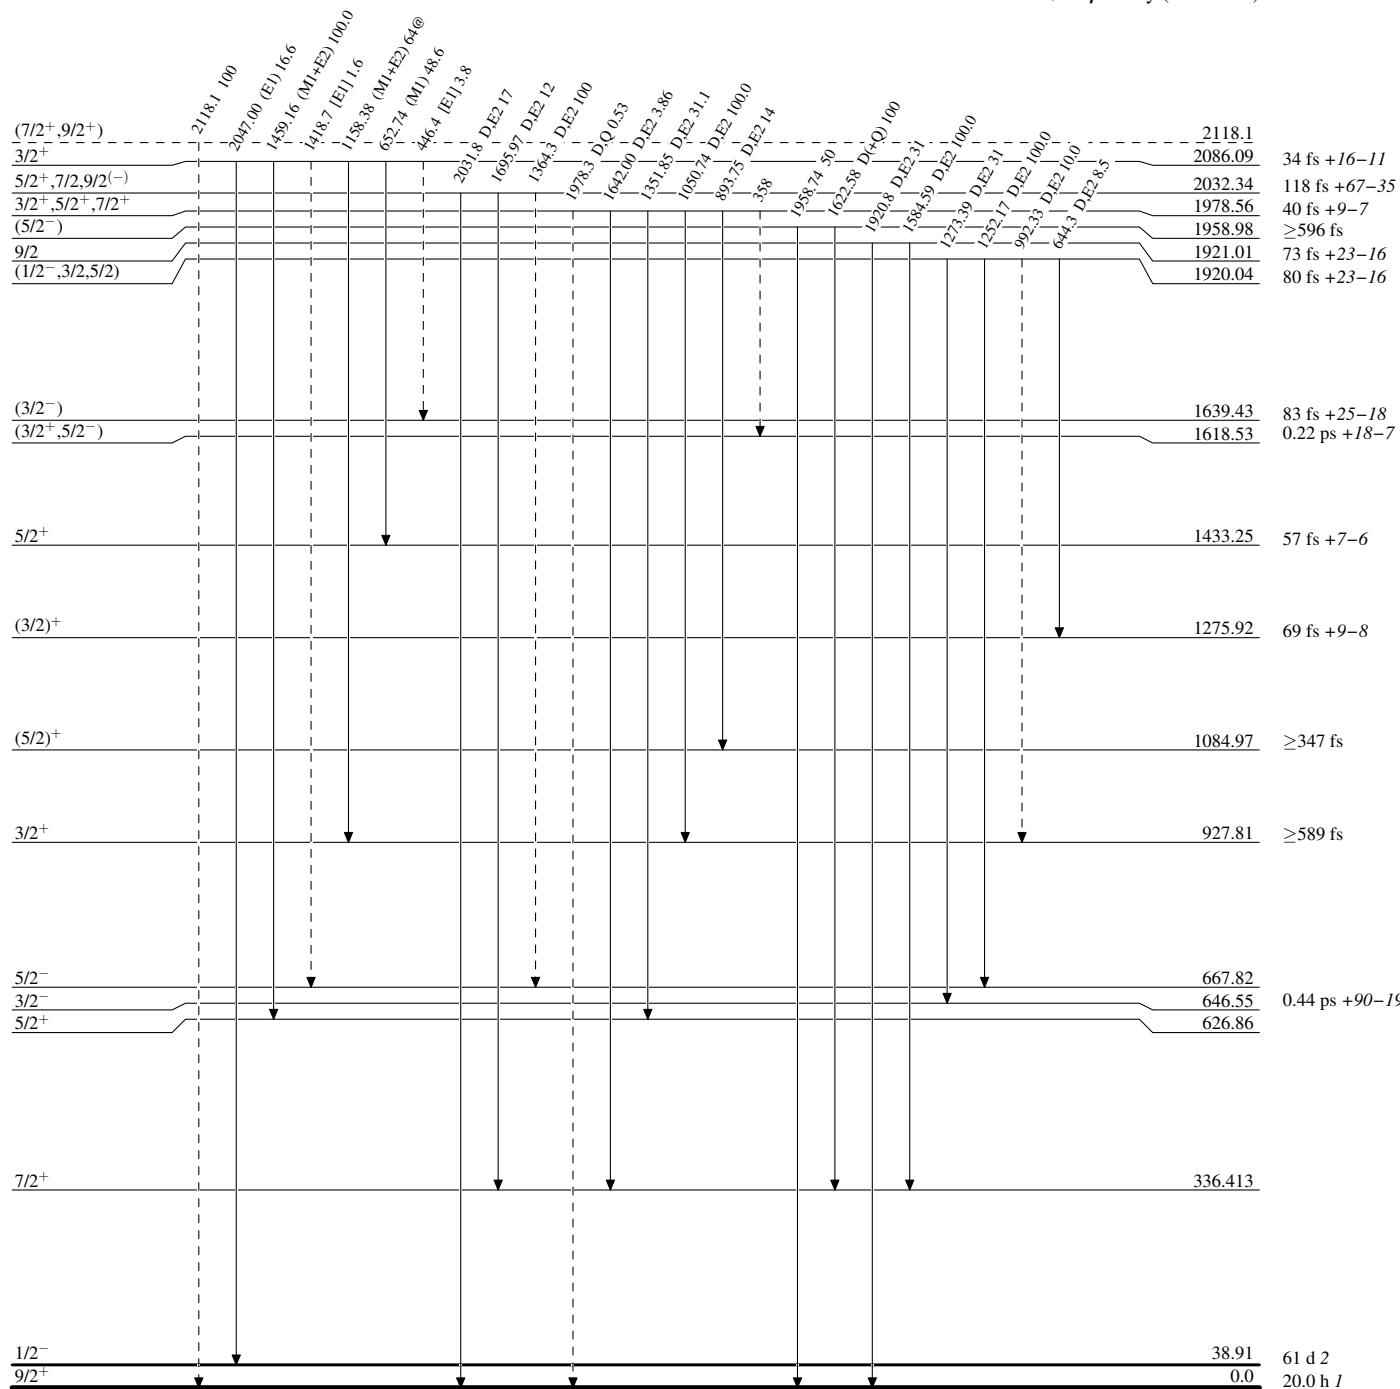 2118.1 100
2047.00 (E1) 16.6
1459.16 (M1+E2) 100.0
1418.7 [E1] 1.6
1158.38 (M1+E2) 64@
652.74 (M1) 48.6
446.4 [E1] 3.8
2031.8 D,E2 17
1695.97 D,E2 12
1364.3 D,E2 100
1978.3 D,Q 0.53
1642.00 D,E2 3.86
1351.85 D,E2 31.1
1050.74 D,E2 100.0
893.75 D,E2 14
358
1958.74 50
1622.58 D(+Q) 100
1920.8 D,E2 31
1584.59 D,E2 100.0
1273.39 D,E2 31
1252.17 D,E2 100.0
992.33 D,E2 10.0
644.3 D,E2 8.5
(7/2⁺,9/2⁺) 2118.1
3/2⁺ 2086.09 34 fs +16−11
5/2⁺,7/2,9/2⁽⁻⁾ 2032.34 118 fs +67−35
3/2⁺,5/2⁺,7/2⁺ 1978.56 40 fs +9−7
(5/2⁻) 1958.98 ≥596 fs
9/2 1921.01 73 fs +23−16
(1/2⁻,3/2,5/2) 1920.04 80 fs +23−16
(3/2⁻) 1639.43 83 fs +25−18
(3/2⁺,5/2⁻) 1618.53 0.22 ps +18−7
5/2⁺ 1433.25 57 fs +7−6
(3/2)⁺ 1275.92 69 fs +9−8
(5/2)⁺ 1084.97 ≥347 fs
3/2⁺ 927.81 ≥589 fs
5/2⁻ 667.82
3/2⁻ 646.55 0.44 ps +90−19
5/2⁺ 626.86
7/2⁺ 336.413
1/2⁻ 38.91 61 d 2
9/2⁺ 0.0 20.0 h 1